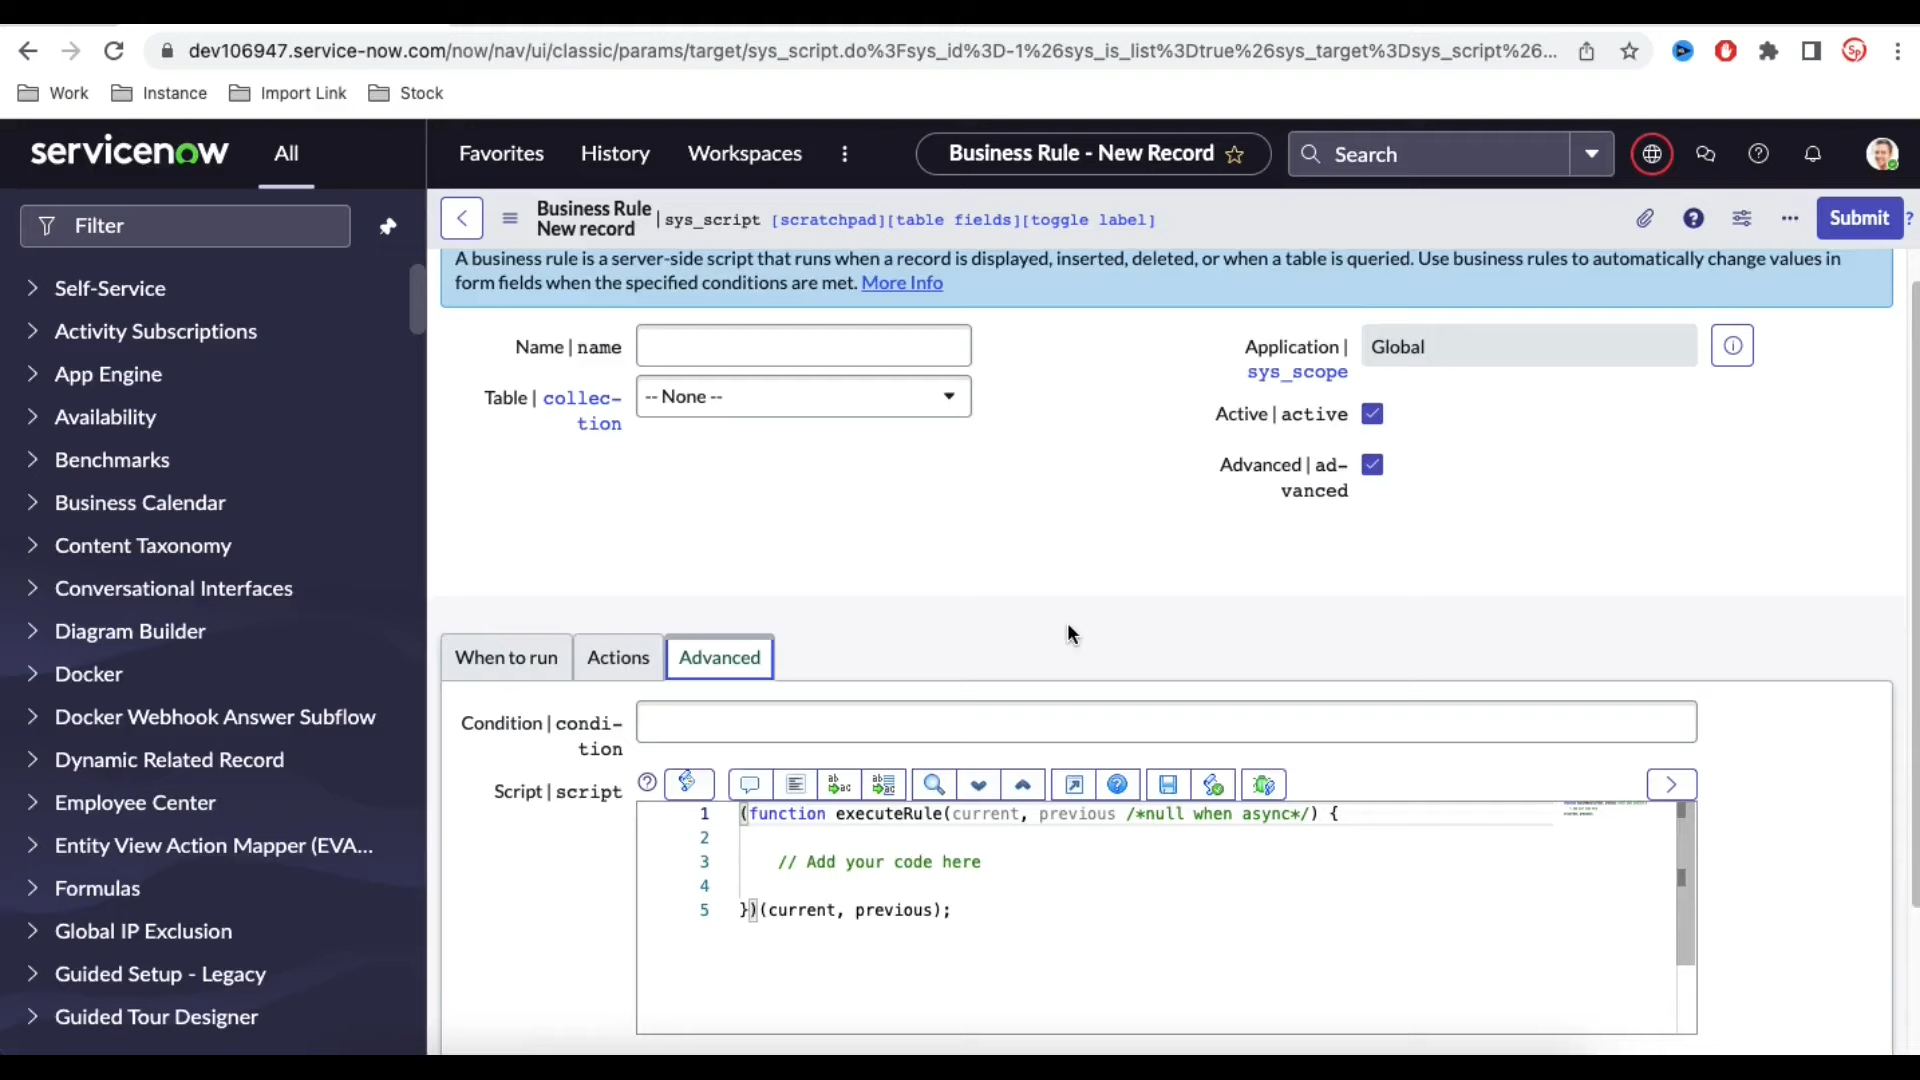 dev106947.service-now.com/now/nav/ui/classic/params/target/sys_script.do%3Fsys_id%3D-1%26sys_is_list%3Dtrue%26sys_target%3Dsys_script%26...
Sp
Work Instance Import Link Stock
servicenow All Favorites History Workspaces Business Rule - New Record Search
Filter
Self-Service
Activity Subscriptions
App Engine
Availability
Benchmarks
Business Calendar
Content Taxonomy
Conversational Interfaces
Diagram Builder
Docker
Docker Webhook Answer Subflow
Dynamic Related Record
Employee Center
Entity View Action Mapper (EVA...
Formulas
Global IP Exclusion
Guided Setup - Legacy
Guided Tour Designer
Business Rule
New record
| sys_script [scratchpad][table fields][toggle label]
Submit ?
A business rule is a server-side script that runs when a record is displayed, inserted, deleted, or when a table is queried. Use business rules to automatically change values in
form fields when the specified conditions are met. More Info
Name | name
Table | collec-
tion
-- None --
Application |
sys_scope
Global
Active | active
Advanced | ad-
vanced
When to run Actions Advanced
Condition | condi-
tion
Script | script
1 (function executeRule(current, previous /*null when async*/) {
2
3 // Add your code here
4
5 })(current, previous);